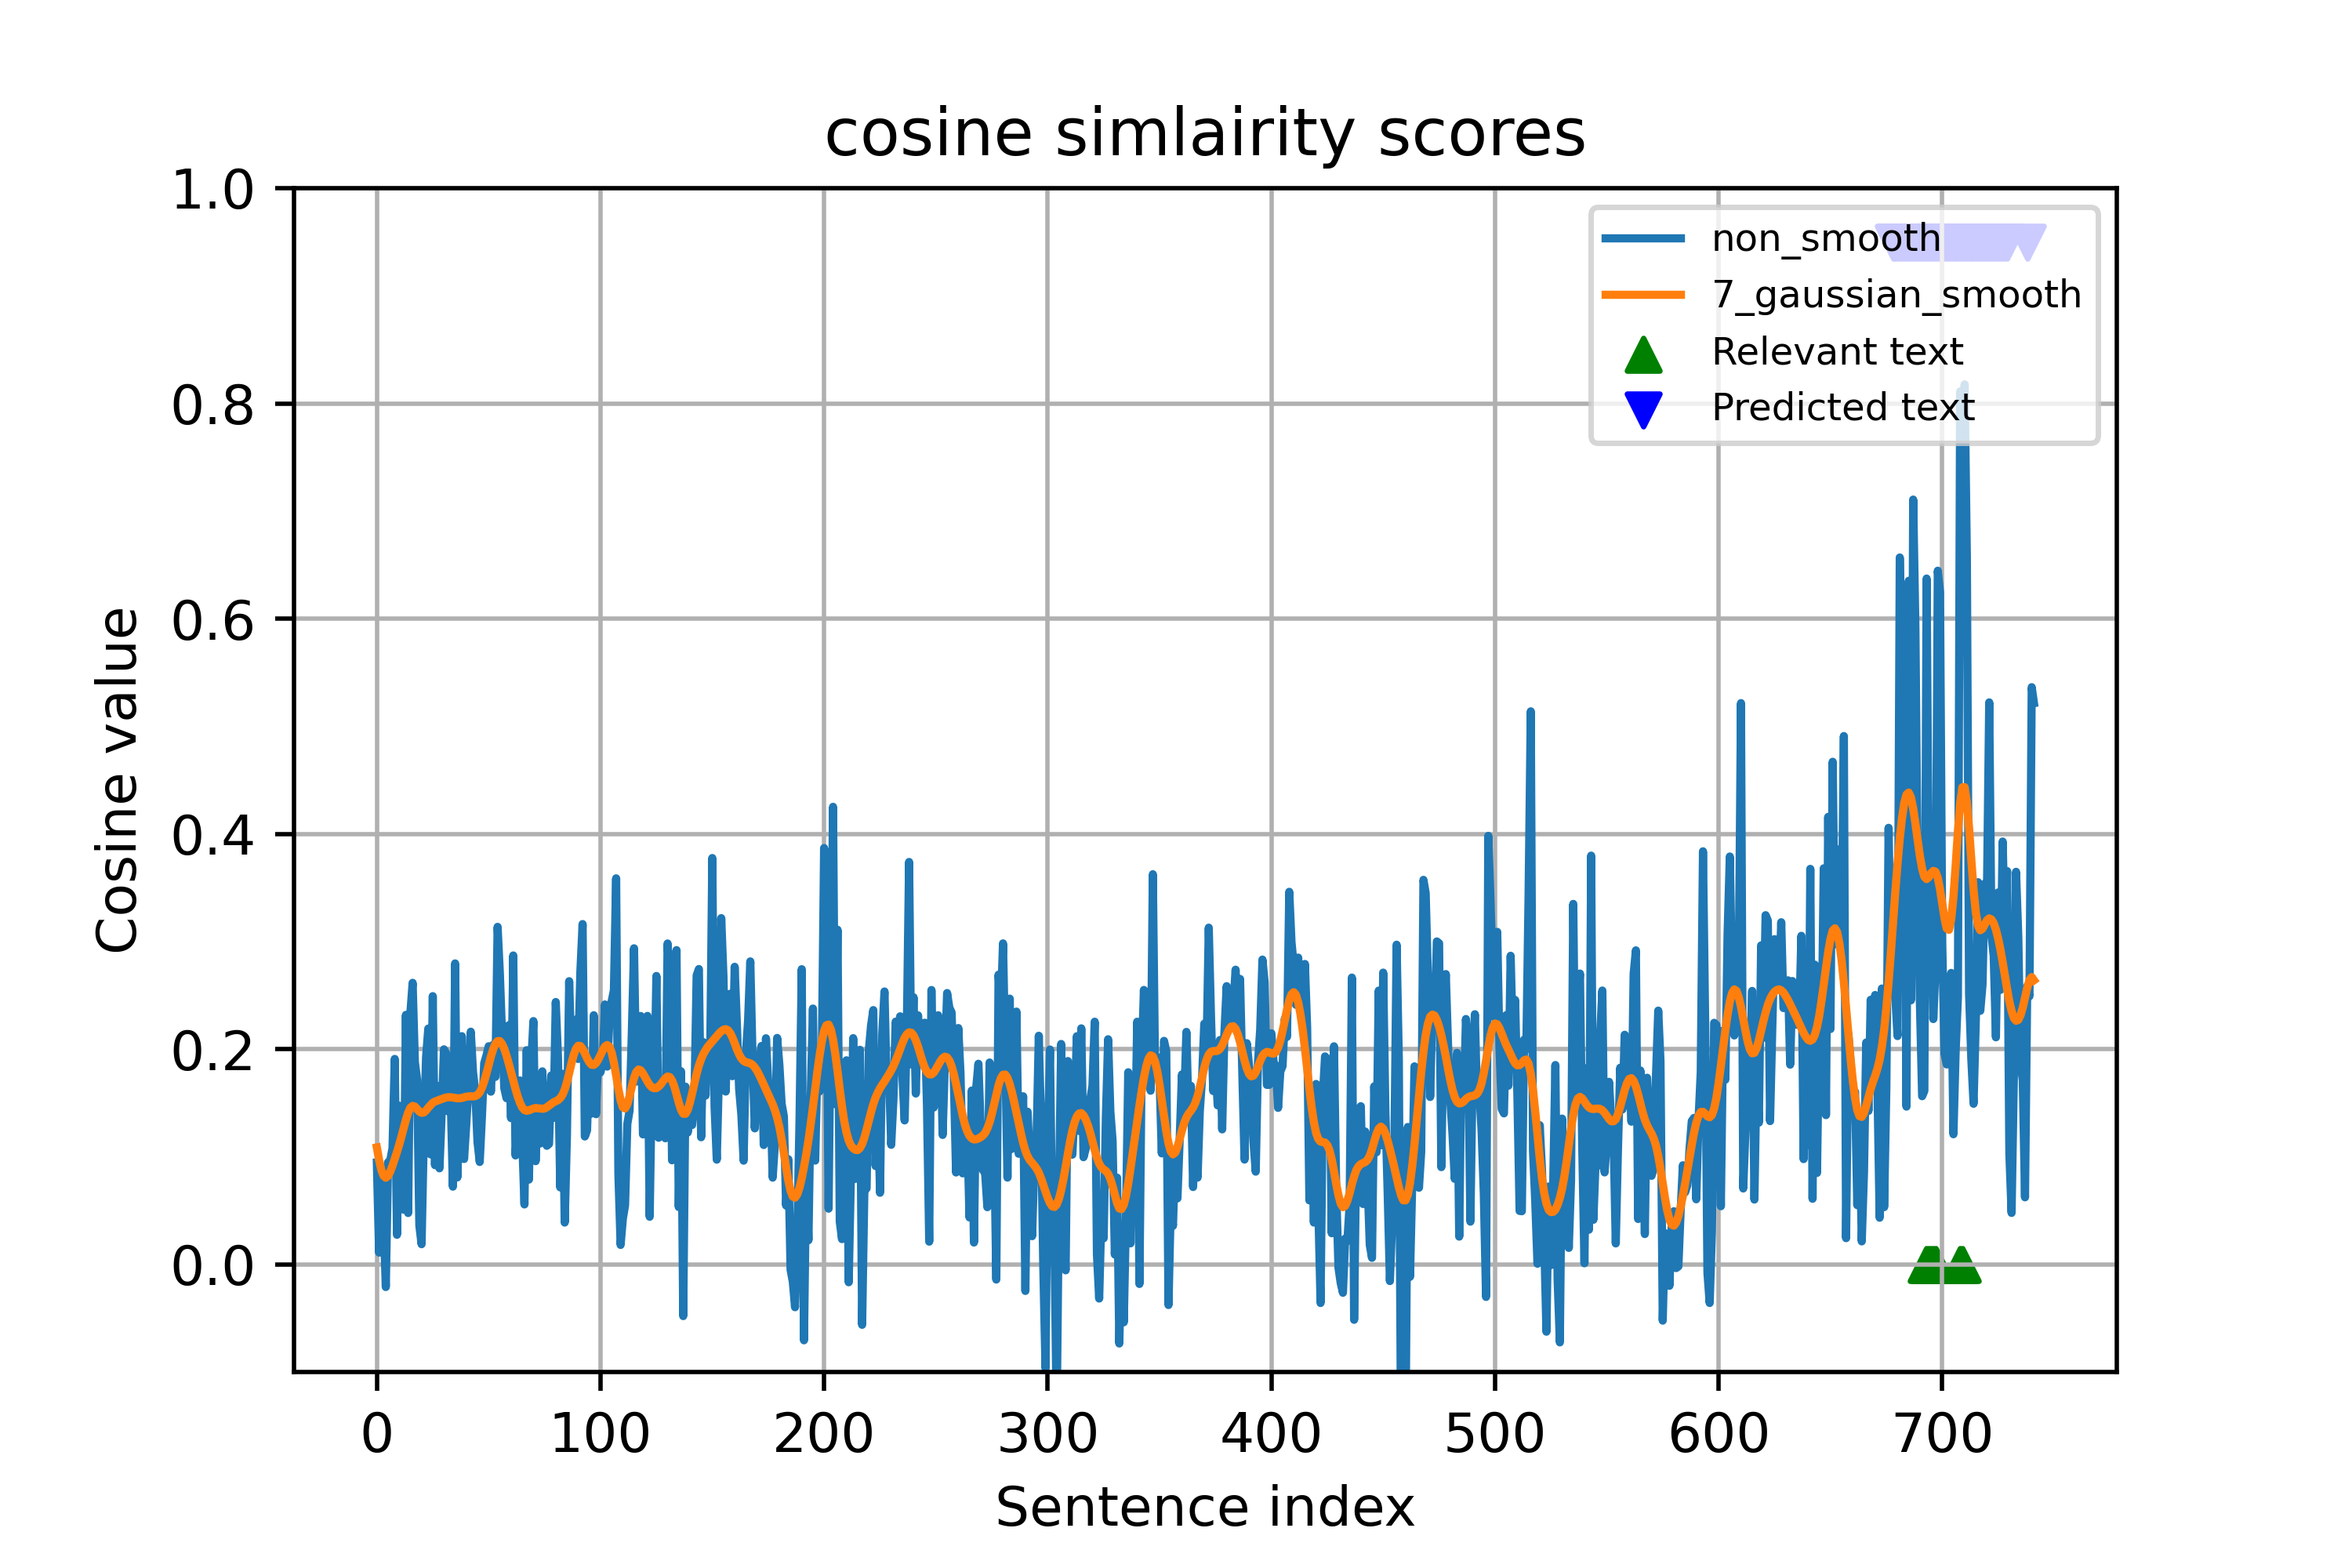 cosine simlairity scores
1.0
0.8
0.6
0.4
0.2
0.0
Cosine value
non_smooth
7_gaussian_smooth
Relevant text
Predicted text
0 100 200 300 400 500 600 700
Sentence index